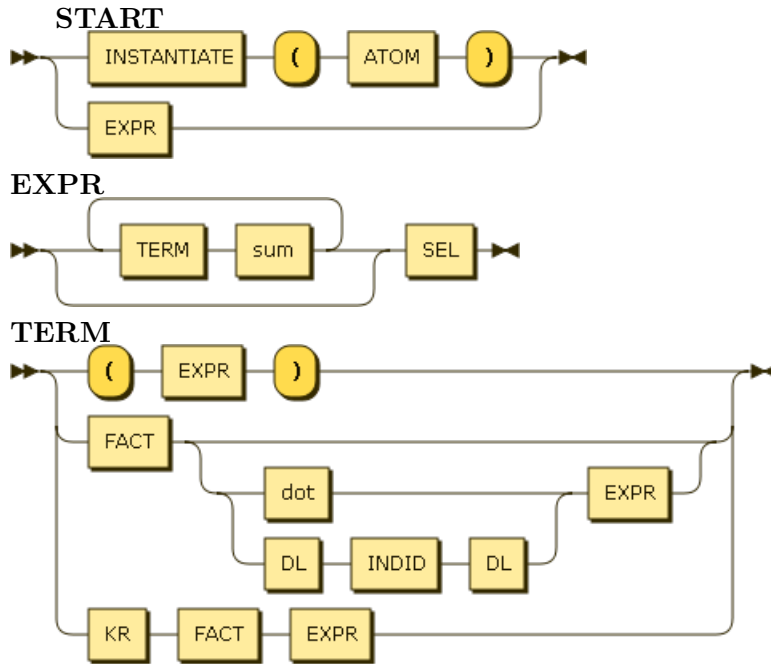 START
INSTANTIATE ( ATOM )
EXPR
EXPR
TERM sum SEL
TERM
( EXPR )
FACT
dot EXPR
DL INDID DL
KR FACT EXPR